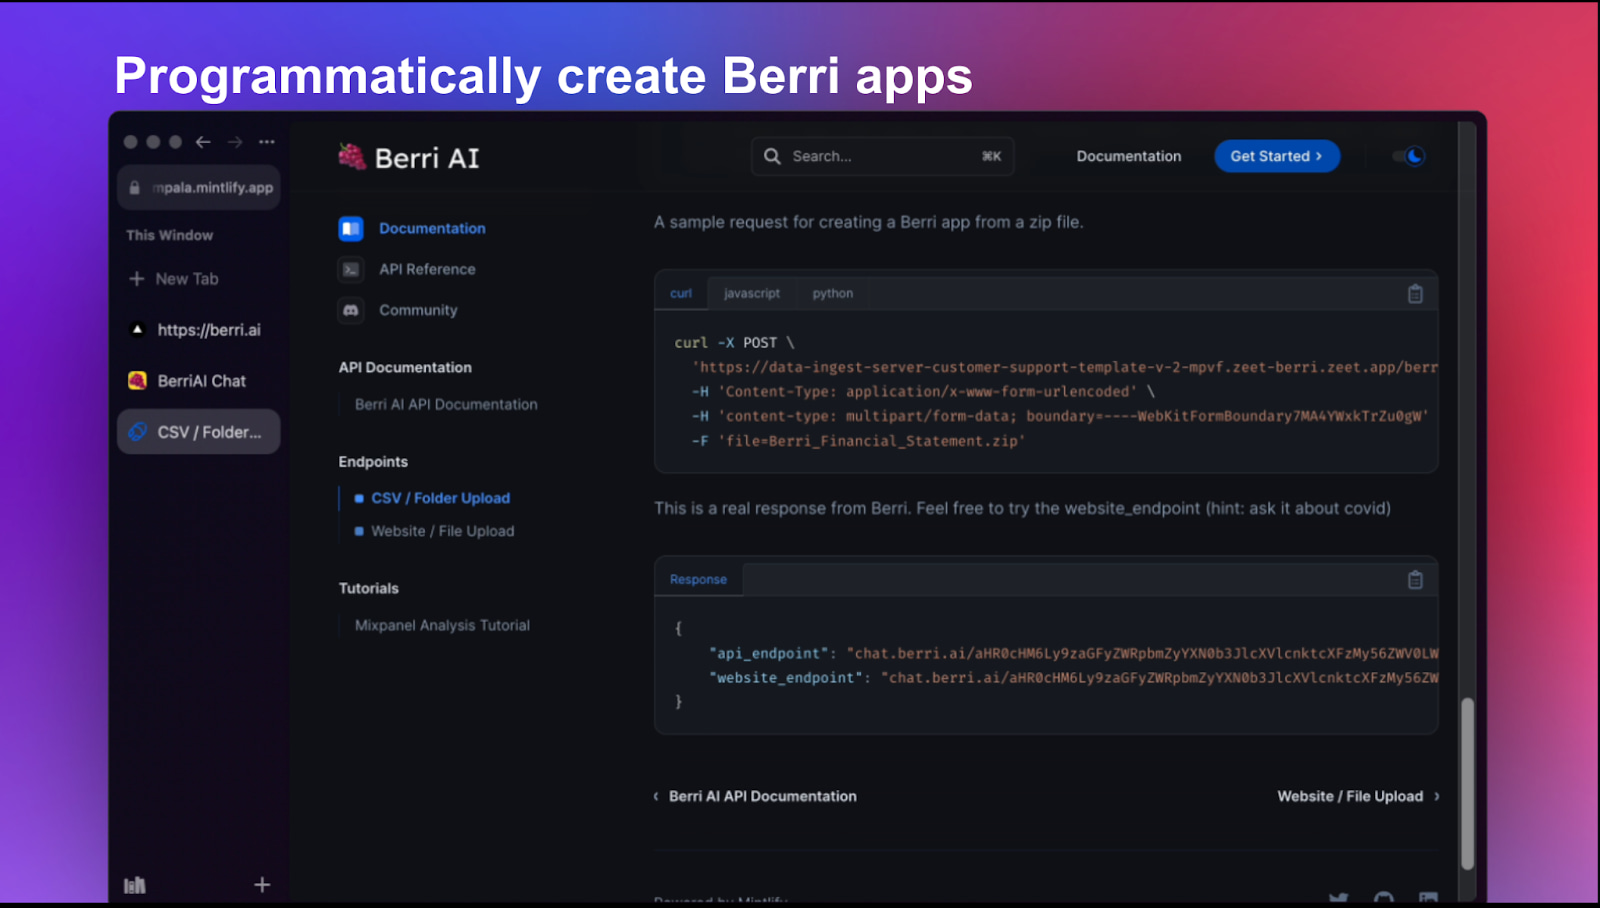 Programmatically create Berri apps
mpala.mintlify.app
This Window
New Tab
https://berri.ai
BerriAI Chat
CSV / Folder...
Berri AI
Search...
⌘K
Documentation
Get Started ›
Documentation
API Reference
Community
API Documentation
Berri AI API Documentation
Endpoints
CSV / Folder Upload
Website / File Upload
Tutorials
Mixpanel Analysis Tutorial
A sample request for creating a Berri app from a zip file.
curl javascript python
curl -X POST \
'https://data-ingest-server-customer-support-template-v-2-mpvf.zeet-berri.zeet.app/berr
-H 'Content-Type: application/x-www-form-urlencoded' \
-H 'content-type: multipart/form-data; boundary=----WebKitFormBoundary7MA4YWxkTrZu0gW'
-F 'file=Berri_Financial_Statement.zip'
This is a real response from Berri. Feel free to try the website_endpoint (hint: ask it about covid)
Response
{
"api_endpoint": "chat.berri.ai/aHR0cHM6Ly9zaGFyZWRpbmZyYXN0b3JlcXVlcnktcXFzMy56ZWV0LW
"website_endpoint": "chat.berri.ai/aHR0cHM6Ly9zaGFyZWRpbmZyYXN0b3JlcXVlcnktcXFzMy56ZW
}
‹ Berri AI API Documentation
Website / File Upload ›
Powered by Mintlify